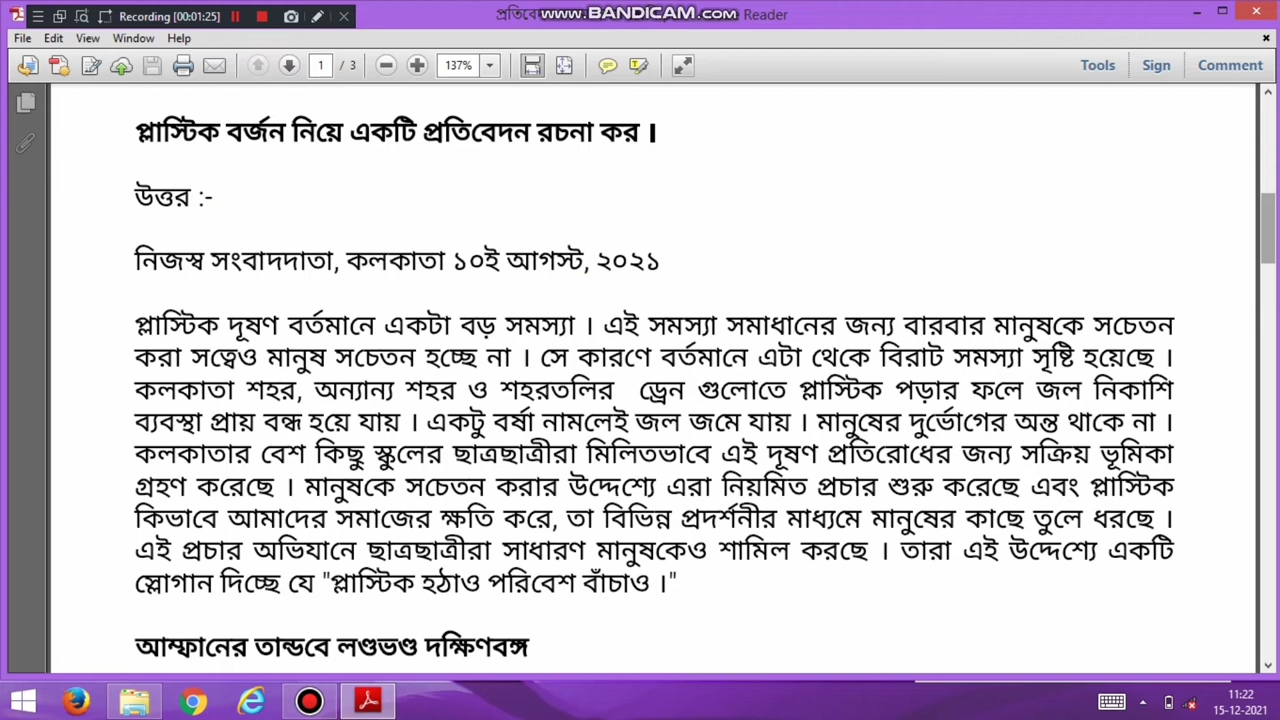 Recording [00:01:25]
প্রতিবে
www.BANDICAM.com
Reader
File Edit View Window Help
1 / 3 137% Tools Sign Comment
প্লাস্টিক বর্জন নিয়ে একটি প্রতিবেদন রচনা কর ।
উত্তর :-
নিজস্ব সংবাদদাতা, কলকাতা ১০ই আগস্ট, ২০২১
প্লাস্টিক দূষণ বর্তমানে একটা বড় সমস্যা । এই সমস্যা সমাধানের জন্য বারবার মানুষকে সচেতন
করা সত্বেও মানুষ সচেতন হচ্ছে না । সে কারণে বর্তমানে এটা থেকে বিরাট সমস্যা সৃষ্টি হয়েছে ।
কলকাতা শহর, অন্যান্য শহর ও শহরতলির ড্রেন গুলোতে প্লাস্টিক পড়ার ফলে জল নিকাশি
ব্যবস্থা প্রায় বন্ধ হয়ে যায় । একটু বর্ষা নামলেই জল জমে যায় । মানুষের দুর্ভোগের অন্ত থাকে না ।
কলকাতার বেশ কিছু স্কুলের ছাত্রছাত্রীরা মিলিতভাবে এই দূষণ প্রতিরোধের জন্য সক্রিয় ভূমিকা
গ্রহণ করেছে । মানুষকে সচেতন করার উদ্দেশ্যে এরা নিয়মিত প্রচার শুরু করেছে এবং প্লাস্টিক
কিভাবে আমাদের সমাজের ক্ষতি করে, তা বিভিন্ন প্রদর্শনীর মাধ্যমে মানুষের কাছে তুলে ধরছে ।
এই প্রচার অভিযানে ছাত্রছাত্রীরা সাধারণ মানুষকেও শামিল করছে । তারা এই উদ্দেশ্যে একটি
স্লোগান দিচ্ছে যে "প্লাস্টিক হঠাও পরিবেশ বাঁচাও ।"
আম্ফানের তান্ডবে লণ্ডভণ্ড দক্ষিণবঙ্গ
11:22
15-12-2021